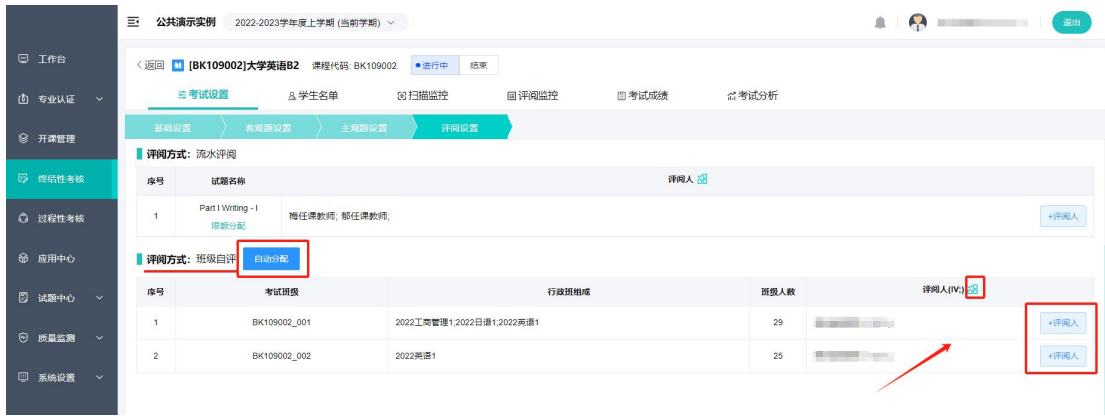 公共演示实例 2022-2023学年度上学期 (当前学期) 退出
工作台
专业认证
开课管理
终结性考核
过程性考核
应用中心
试题中心
质量监测
系统设置
返回 [BK109002]大学英语B2 课程代码: BK109002 进行中 结束
考试设置 学生名单 扫描监控 评阅监控 考试成绩 考试分析
基础设置 客观题设置 主观题设置 评阅设置
评阅方式: 流水评阅
序号 试题名称 评阅人
1 Part I Writing - I 梅任课教师; 郁任课教师; +评阅人
限额分配
评阅方式: 班级自评 自动分配
序号 考试班级 行政班组成 班级人数 评阅人(IV;)
1 BK109002_001 2022工商管理1;2022日语1;2022英语1 29 +评阅人
2 BK109002_002 2022英语1 25 +评阅人